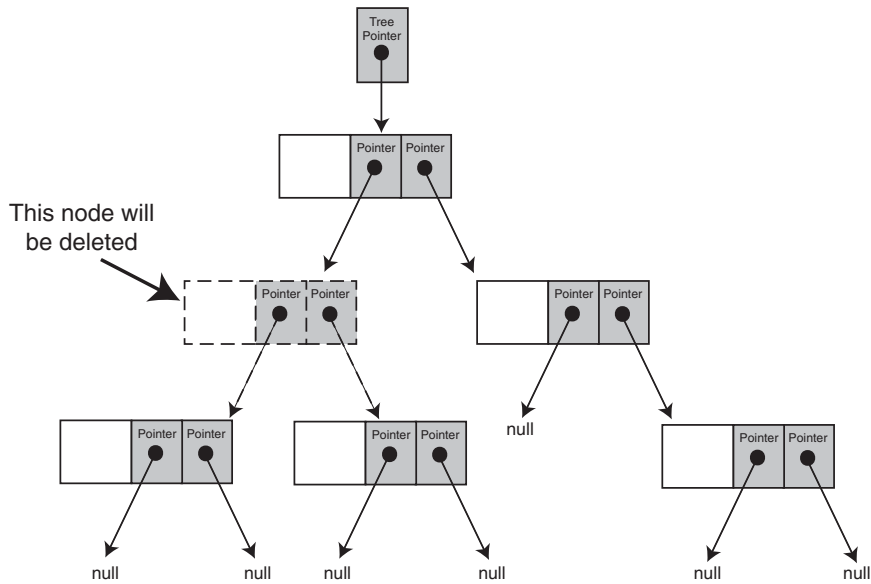 Tree
Pointer
Pointer Pointer
This node will
be deleted
Pointer Pointer
Pointer Pointer
null
Pointer Pointer
Pointer Pointer
Pointer Pointer
null null null null null null